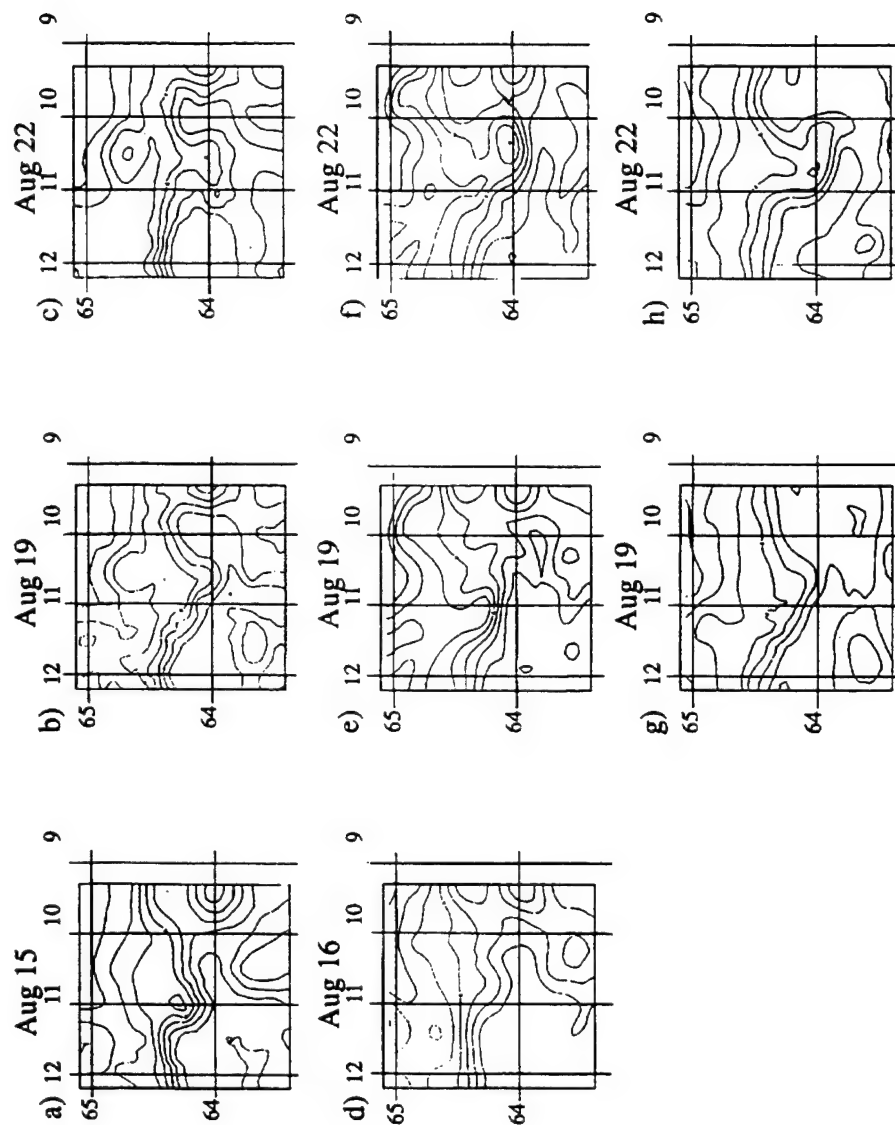 Aug 15
a) 12 11 10 9
65
64
Aug 19
b) 12 11 10 9
65
64
Aug 22
c) 12 11 10 9
65
64
Aug 16
d) 12 11 10 9
65
64
Aug 19
e) 12 11 10 9
65
64
Aug 22
f) 12 11 10 9
65
64
Aug 19
g) 12 11 10 9
65
64
Aug 22
h) 12 11 10 9
65
64